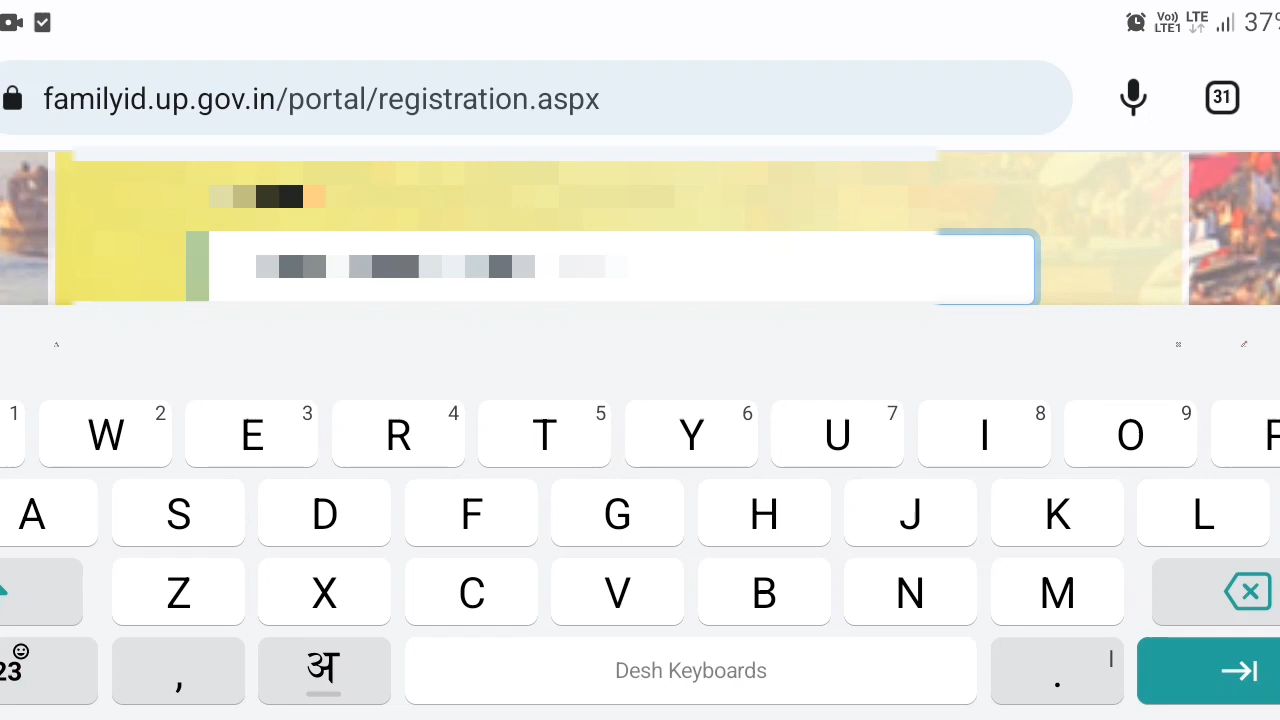 Vo)) LTE1 LTE 37%
familyid.up.gov.in/portal/registration.aspx 31
1 W 2 E 3 R 4 T 5 Y 6 U 7 I 8 O 9 P
A S D F G H J K L
Z X C V B N M
23 , अ Desh Keyboards . |